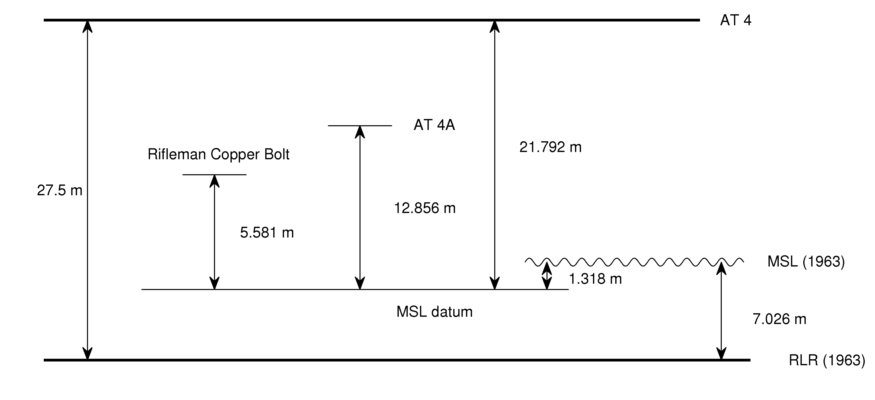 AT 4
AT 4A
Rifleman Copper Bolt
21.792 m
27.5 m
12.856 m
5.581 m
MSL (1963)
1.318 m
MSL datum
7.026 m
RLR (1963)